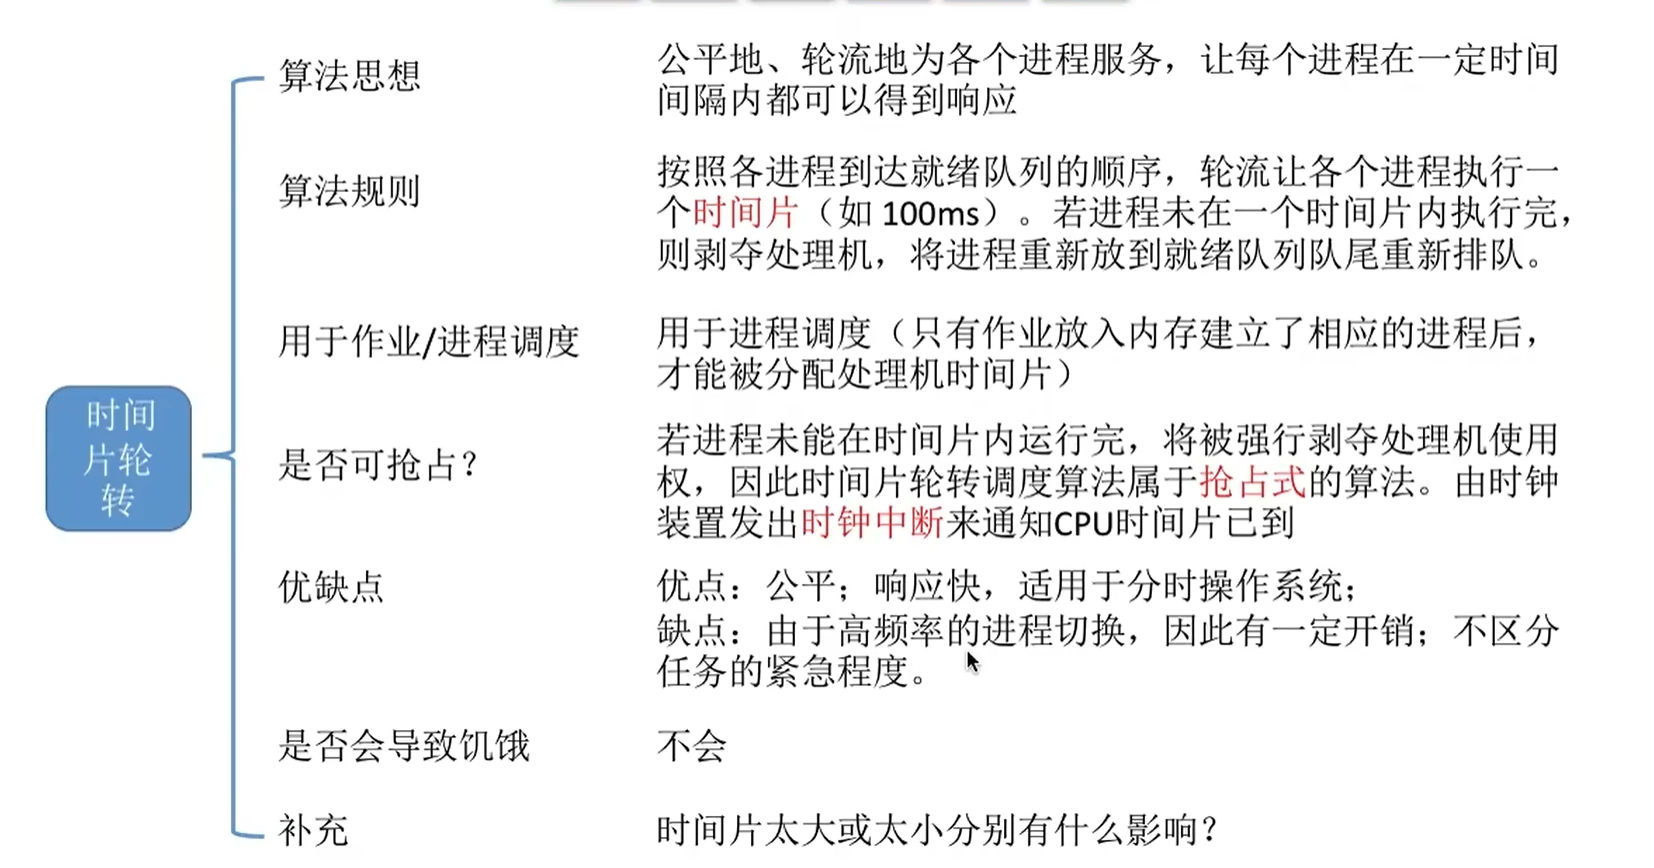 算法思想
公平地、轮流地为各个进程服务，让每个进程在一定时间
间隔内都可以得到响应
算法规则
按照各进程到达就绪队列的顺序，轮流让各个进程执行一
个时间片（如 100ms）。若进程未在一个时间片内执行完，
则剥夺处理机，将进程重新放到就绪队列队尾重新排队。
用于作业/进程调度
用于进程调度（只有作业放入内存建立了相应的进程后，
才能被分配处理机时间片）
时间
片轮
转
是否可抢占？
若进程未能在时间片内运行完，将被强行剥夺处理机使用
权，因此时间片轮转调度算法属于抢占式的算法。由时钟
装置发出时钟中断来通知CPU时间片已到
优缺点
优点：公平；响应快，适用于分时操作系统；
缺点：由于高频率的进程切换，因此有一定开销；不区分
任务的紧急程度。
是否会导致饥饿
不会
补充
时间片太大或太小分别有什么影响？